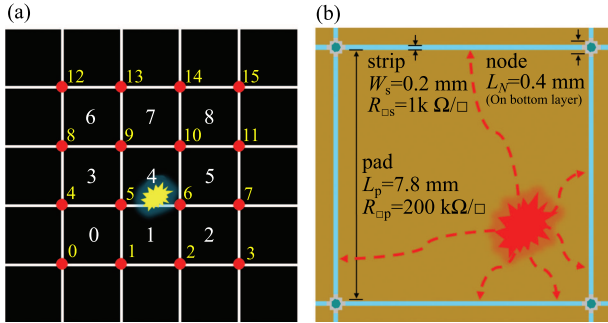 (a)
12 13 14 15
6 7 8
8 9 10 11
3 4 5
4 5 6 7
0 1 2
0 1 2 3
(b)
strip
Wₛ=0.2 mm
R□ₛ=1k Ω/□
node
L_N=0.4 mm
(On bottom layer)
pad
Lₚ=7.8 mm
R□ₚ=200 kΩ/□